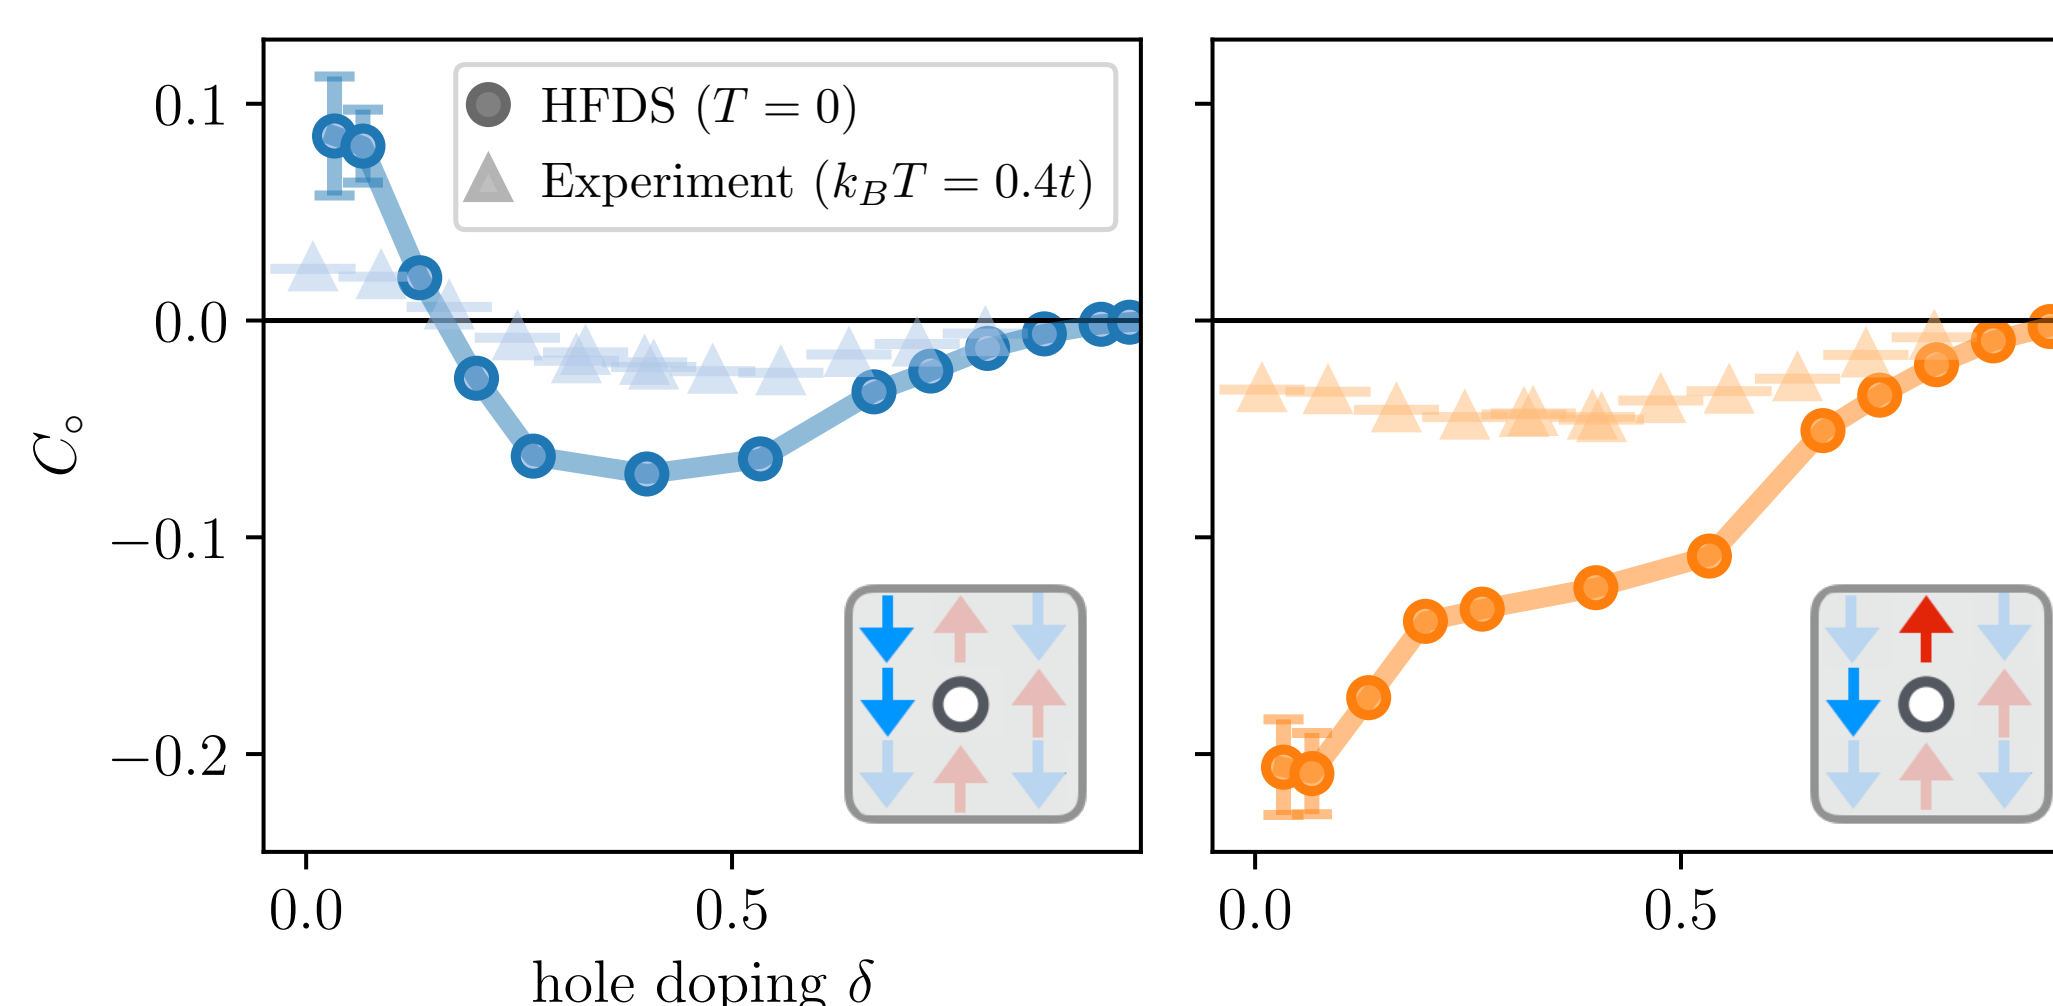 HFDS (T = 0)
Experiment (k_BT = 0.4t)
0.1
0.0
−0.1
−0.2
C_∘
0.0 0.5
0.0 0.5
hole doping δ